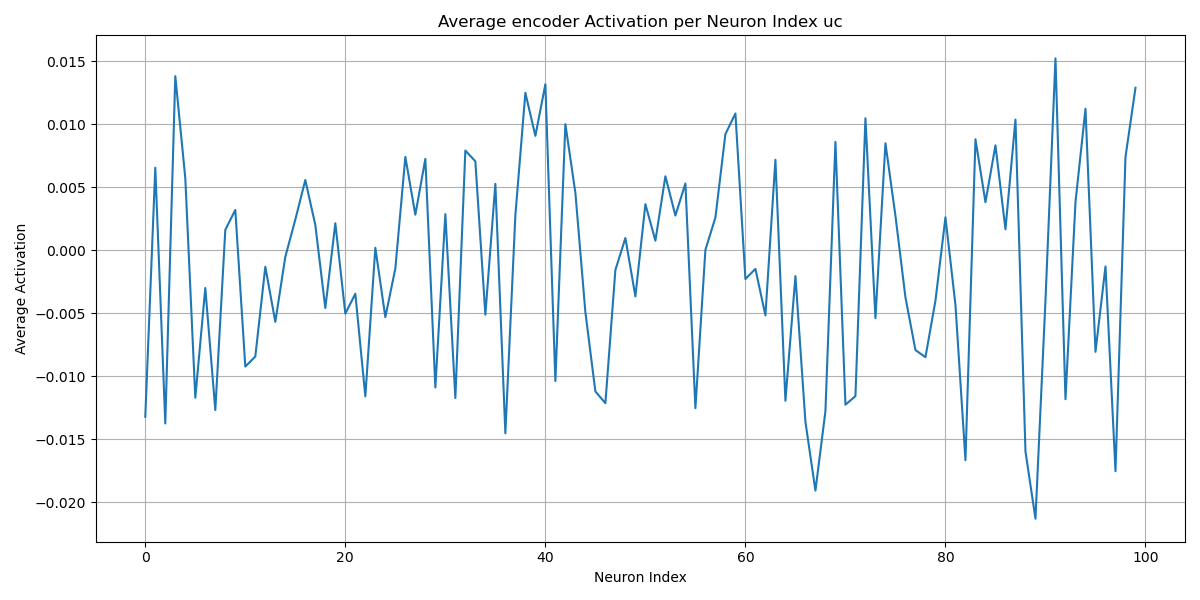 Average encoder Activation per Neuron Index uc
0.015
0.010
0.005
0.000
−0.005
−0.010
−0.015
−0.020
Average Activation
0 20 40 60 80 100
Neuron Index